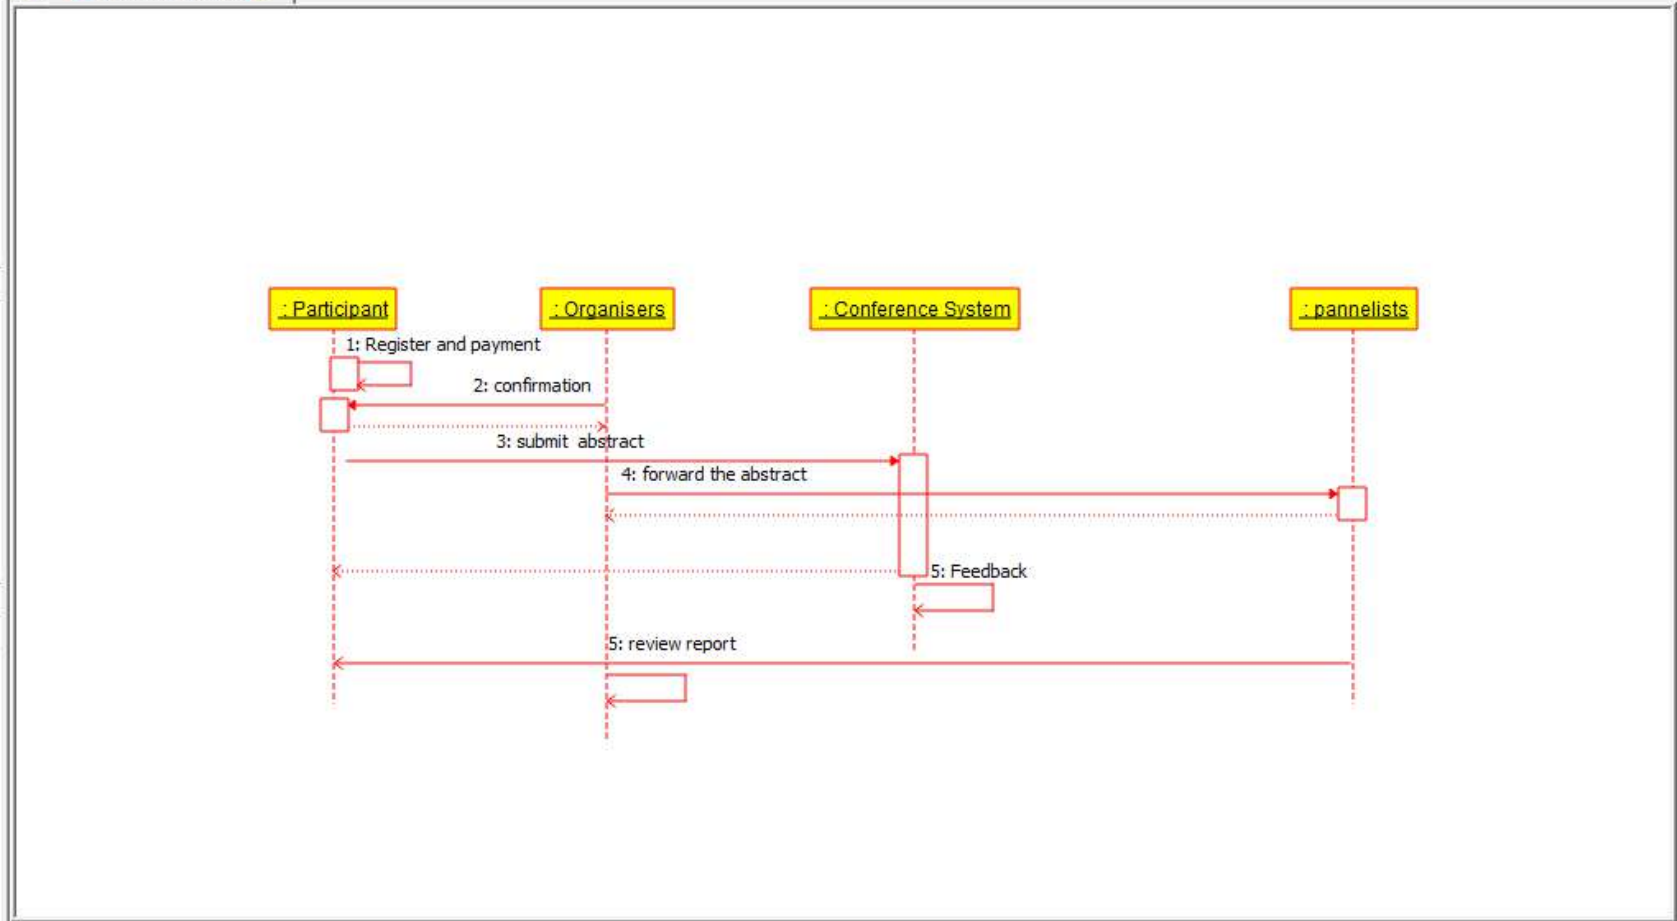 : Participant
: Organisers
: Conference System
: pannelists
1: Register and payment
2: confirmation
3: submit  abstract
4: forward the abstract
5: Feedback
5: review report